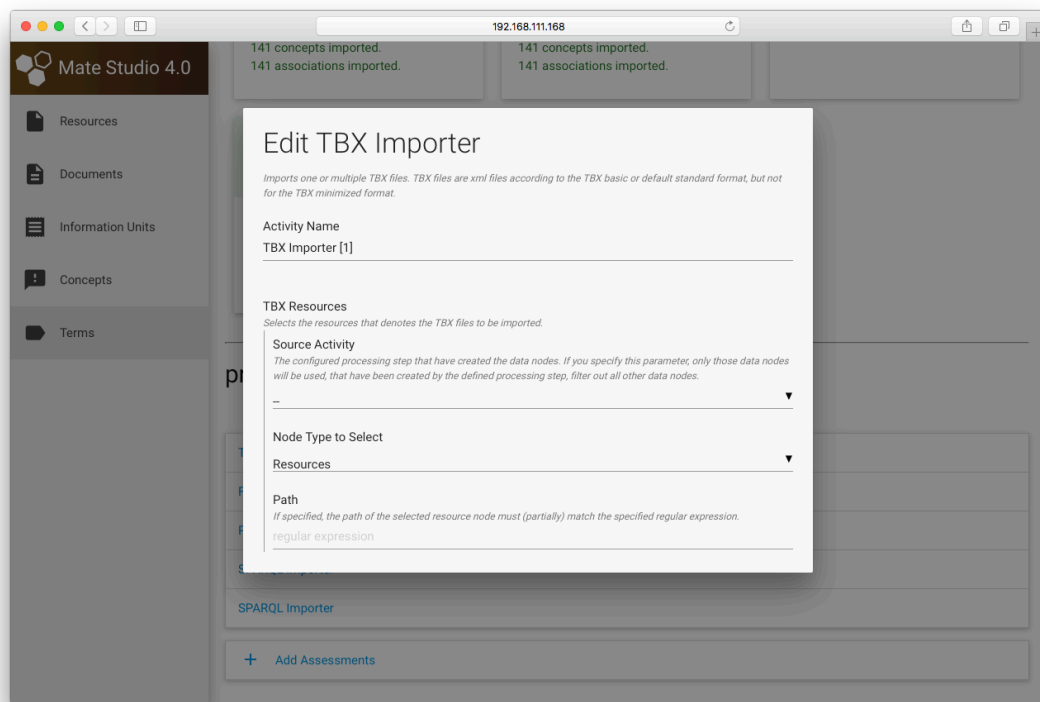 192.168.111.168
Mate Studio 4.0
141 concepts imported.
141 associations imported.
141 concepts imported.
141 associations imported.
Resources
Documents
Information Units
Concepts
Terms
Edit TBX Importer
Imports one or multiple TBX files. TBX files are xml files according to the TBX basic or default standard format, but not
for the TBX minimized format.
Activity Name
TBX Importer [1]
TBX Resources
Selects the resources that denotes the TBX files to be imported.
Source Activity
The configured processing step that have created the data nodes. If you specify this parameter, only those data nodes
will be used, that have been created by the defined processing step, filter out all other data nodes.
--
Node Type to Select
Resources
Path
If specified, the path of the selected resource node must (partially) match the specified regular expression.
regular expression
SPARQL Importer
+ Add Assessments